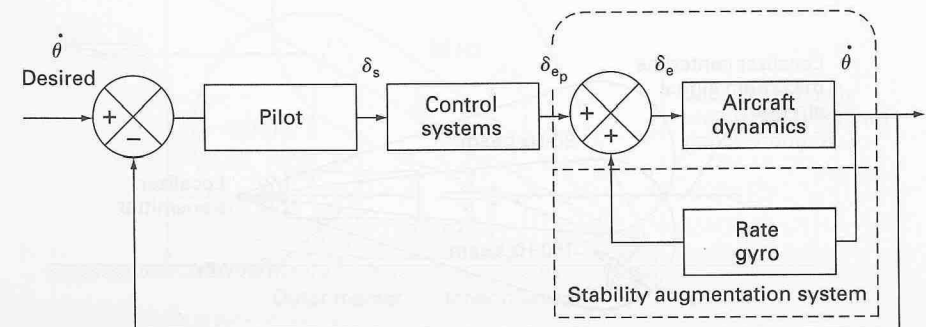 θ̇
Desired
+
−
Pilot
δs
Control
systems
δep
+
+
δe
Aircraft
dynamics
θ̇
Rate
gyro
Stability augmentation system